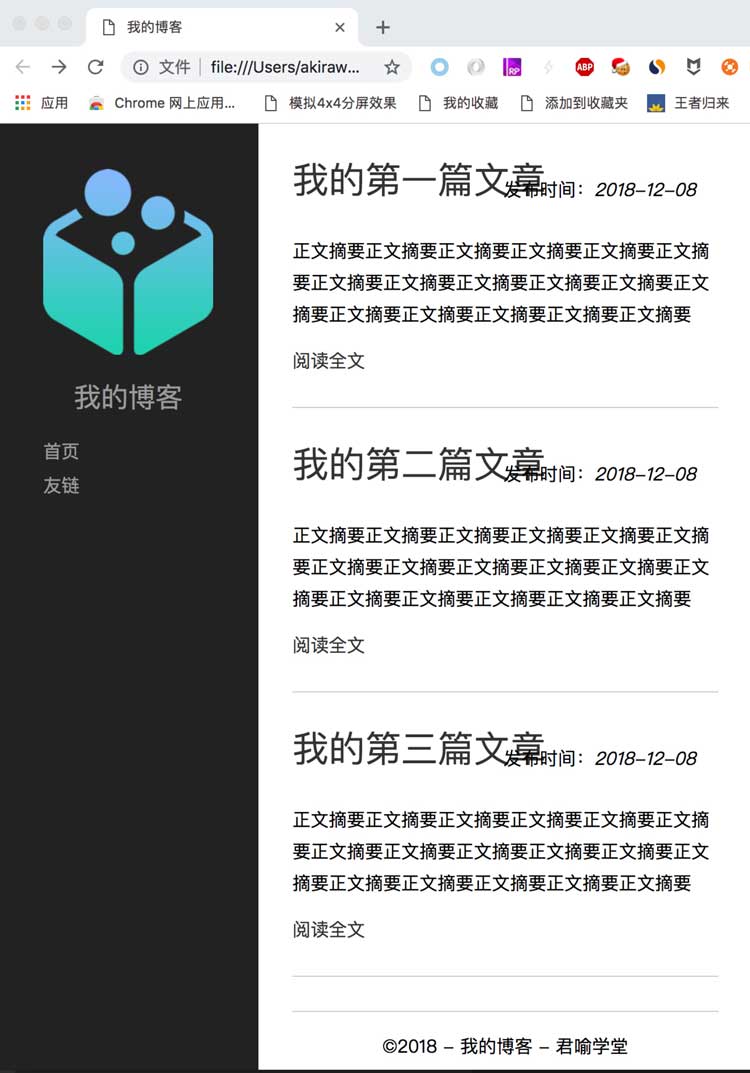 我的博客
文件 file:///Users/akiraw...
RP ABP
应用 Chrome 网上应用... 模拟4x4分屏效果 我的收藏 添加到收藏夹 王者归来
我的博客
首页
友链
我的第一篇文章
发布时间：2018-12-08
正文摘要正文摘要正文摘要正文摘要正文摘要正文摘
要正文摘要正文摘要正文摘要正文摘要正文摘要正文
摘要正文摘要正文摘要正文摘要正文摘要正文摘要
阅读全文
我的第二篇文章
发布时间：2018-12-08
正文摘要正文摘要正文摘要正文摘要正文摘要正文摘
要正文摘要正文摘要正文摘要正文摘要正文摘要正文
摘要正文摘要正文摘要正文摘要正文摘要正文摘要
阅读全文
我的第三篇文章
发布时间：2018-12-08
正文摘要正文摘要正文摘要正文摘要正文摘要正文摘
要正文摘要正文摘要正文摘要正文摘要正文摘要正文
摘要正文摘要正文摘要正文摘要正文摘要正文摘要
阅读全文
©2018 – 我的博客 – 君喻学堂